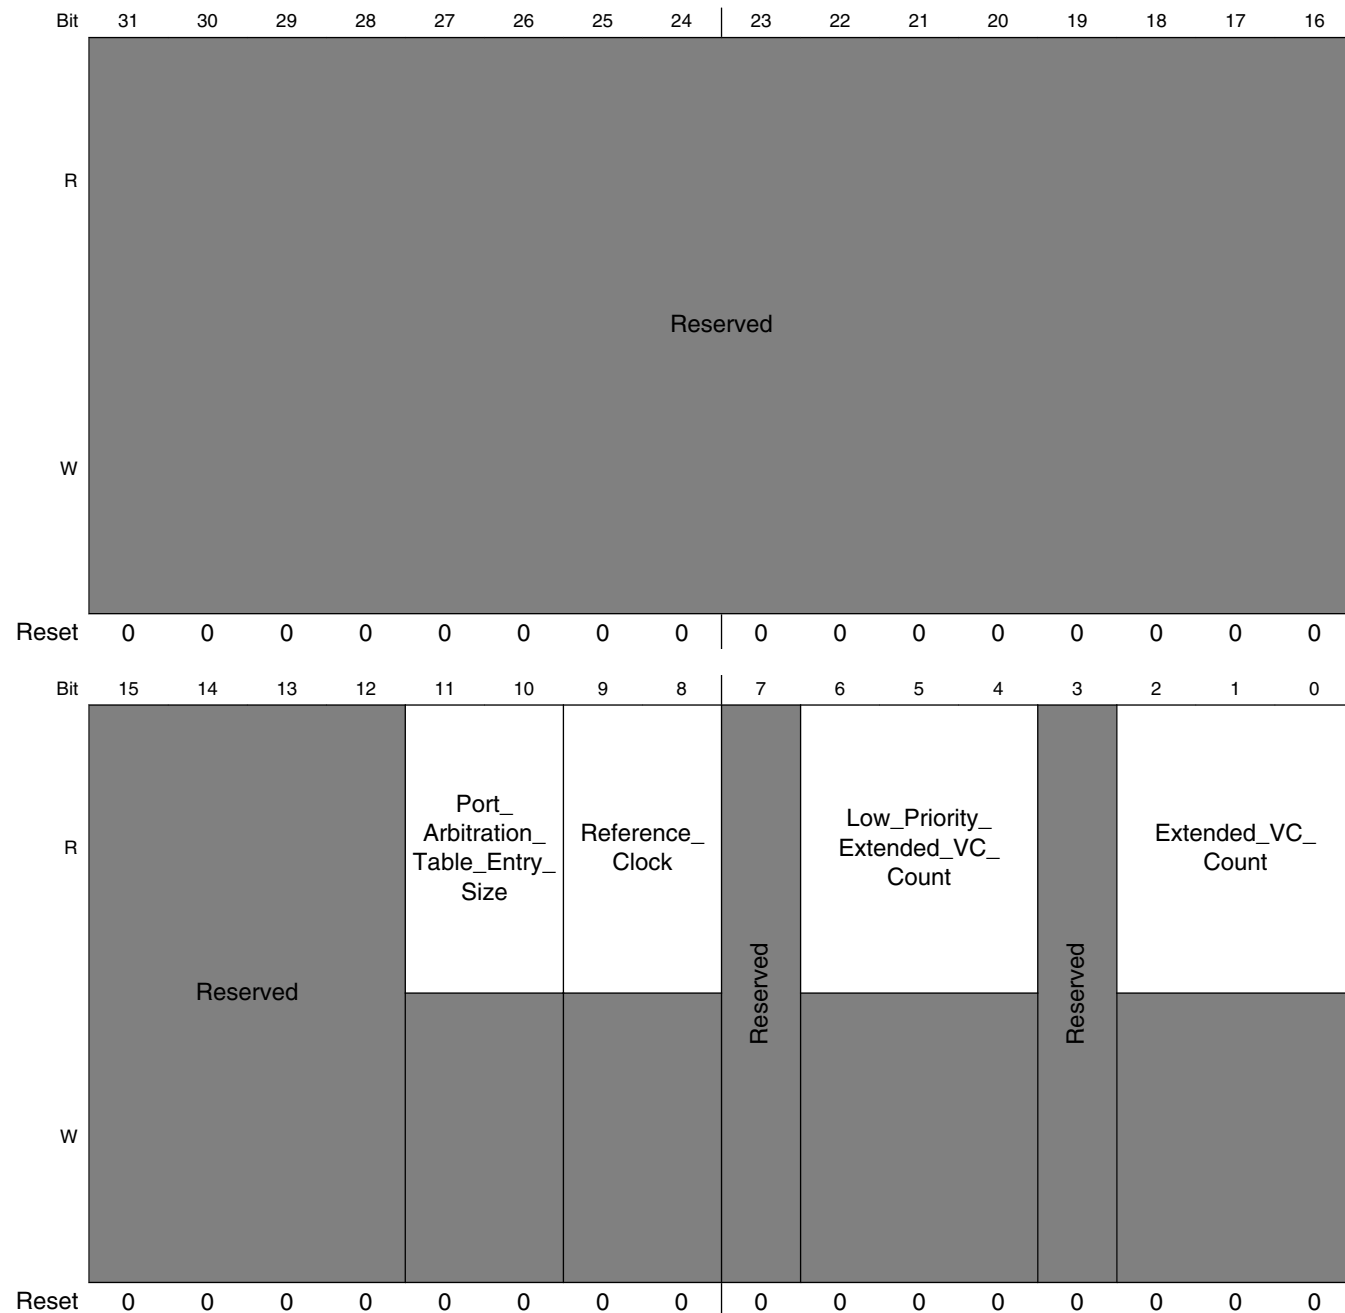 Bit 31 30 29 28 27 26 25 24 23 22 21 20 19 18 17 16
R
Reserved
W
Reset 0 0 0 0 0 0 0 0 0 0 0 0 0 0 0 0
Bit 15 14 13 12 11 10 9 8 7 6 5 4 3 2 1 0
R
Reserved
Port_
Arbitration_
Table_Entry_
Size
Reference_
Clock
Reserved
Low_Priority_
Extended_VC_
Count
Reserved
Extended_VC_
Count
W
Reset 0 0 0 0 0 0 0 0 0 0 0 0 0 0 0 0